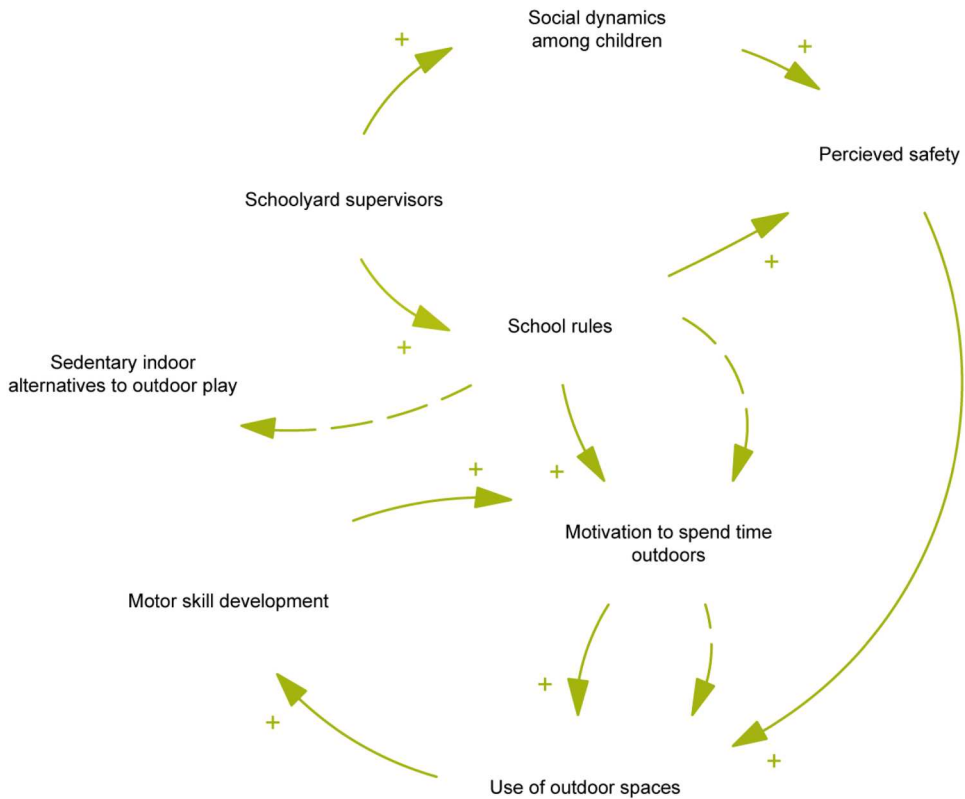 Social dynamics
among children
+
+
Percieved safety
Schoolyard supervisors
+
School rules
+
Sedentary indoor
alternatives to outdoor play
+
+
Motivation to spend time
outdoors
Motor skill development
+
+
+
Use of outdoor spaces